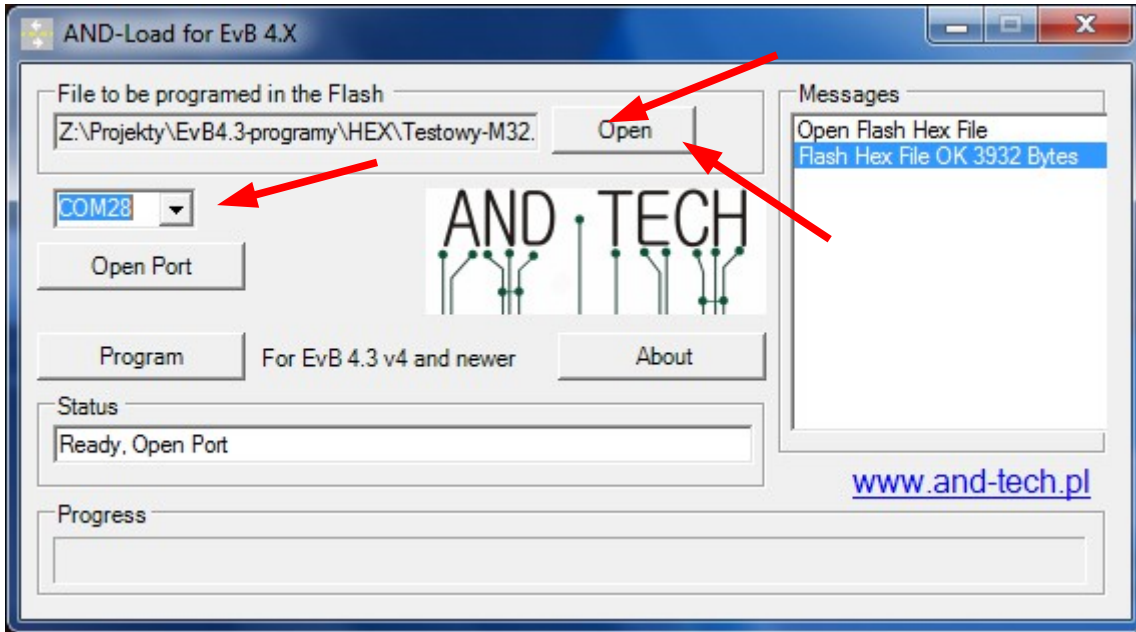 AND-Load for EvB 4.X
File to be programed in the Flash
Z:\Projekty\EvB4.3-programy\HEX\Testowy-M32.
Open
COM28
Open Port
AND·TECH
Program
For EvB 4.3 v4 and newer
About
Status
Ready, Open Port
Progress
Messages
Open Flash Hex File
Flash Hex File OK 3932 Bytes
www.and-tech.pl